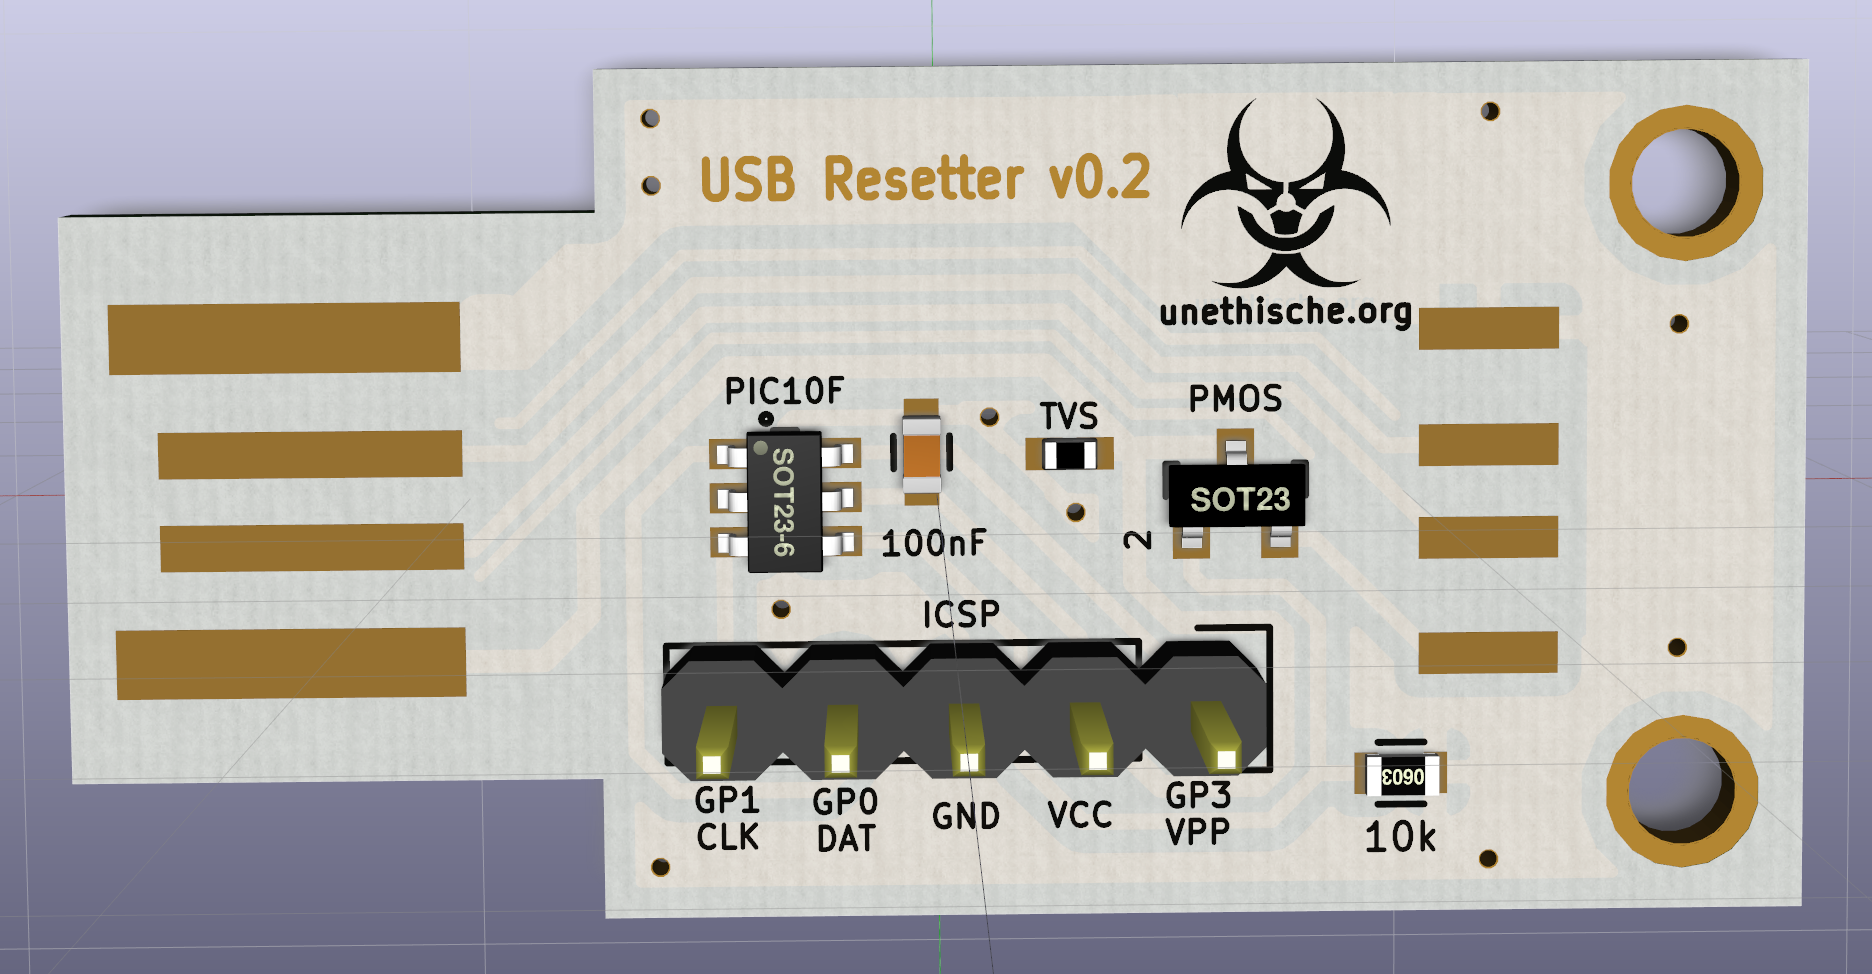 USB Resetter v0.2
unethische.org
PIC10F
TVS
PMOS
SOT23-6
SOT23
100nF
2
ICSP
GP1
CLK
GP0
DAT
GND
VCC
GP3
VPP
0603
10k